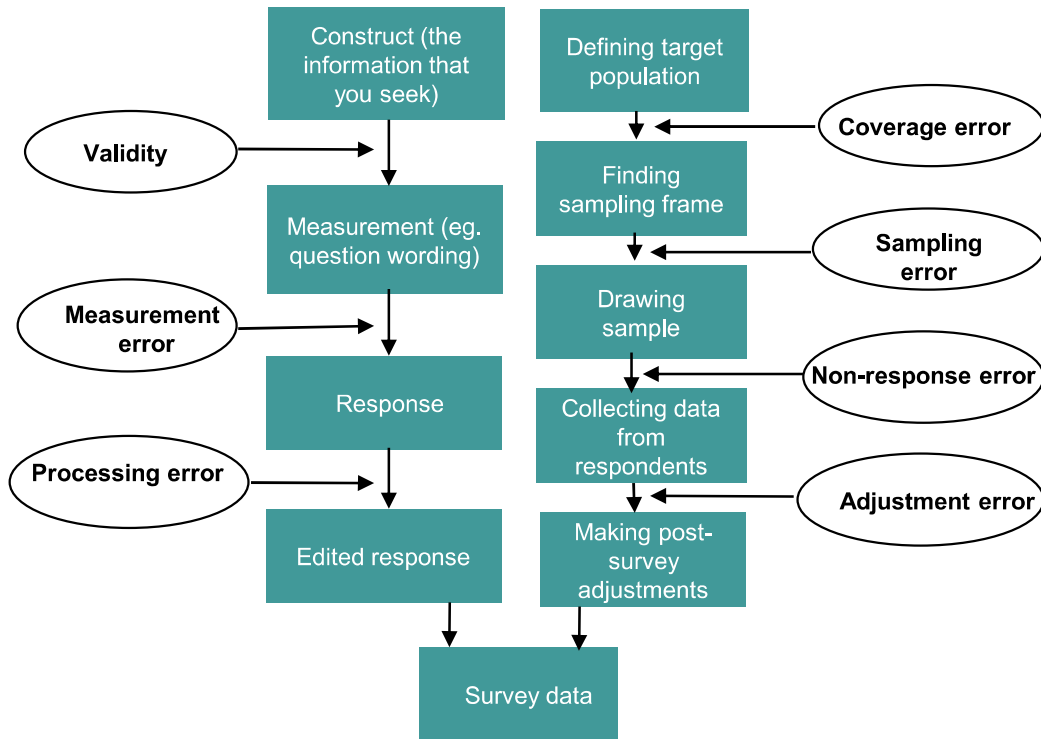 Construct (the
information that
you seek)
Validity
Measurement (eg.
question wording)
Measurement
error
Response
Processing error
Edited response
Defining target
population
Coverage error
Finding
sampling frame
Sampling
error
Drawing
sample
Non-response error
Collecting data
from
respondents
Adjustment error
Making post-
survey
adjustments
Survey data